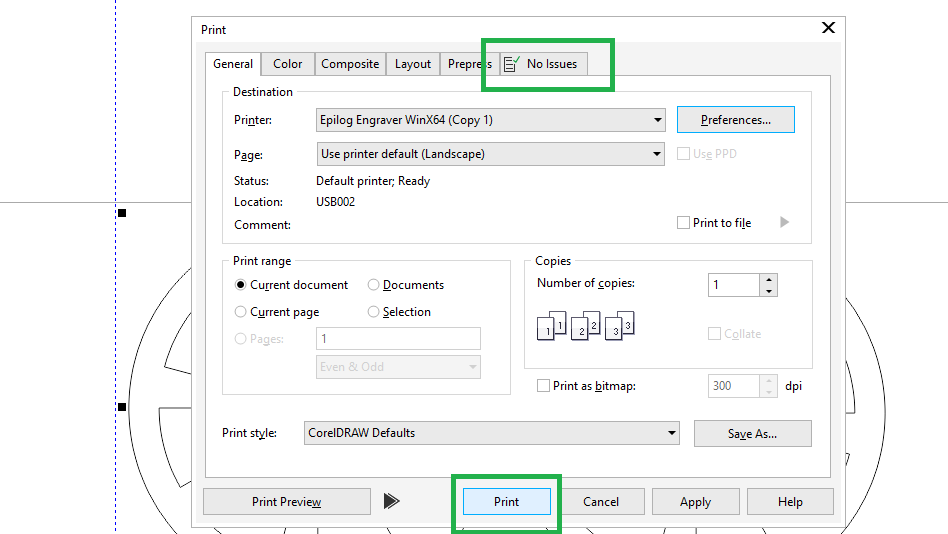 Print
General Color Composite Layout Prepress No Issues
Destination
Printer: Epilog Engraver WinX64 (Copy 1) Preferences...
Page: Use printer default (Landscape) Use PPD
Status: Default printer; Ready
Location: USB002
Comment: Print to file
Print range Copies
Current document Documents Number of copies: 1
Current page Selection
1 1 2 2 3 3
Pages: 1 Collate
Even & Odd
Print as bitmap: 300 dpi
Print style: CorelDRAW Defaults Save As...
Print Preview Print Cancel Apply Help